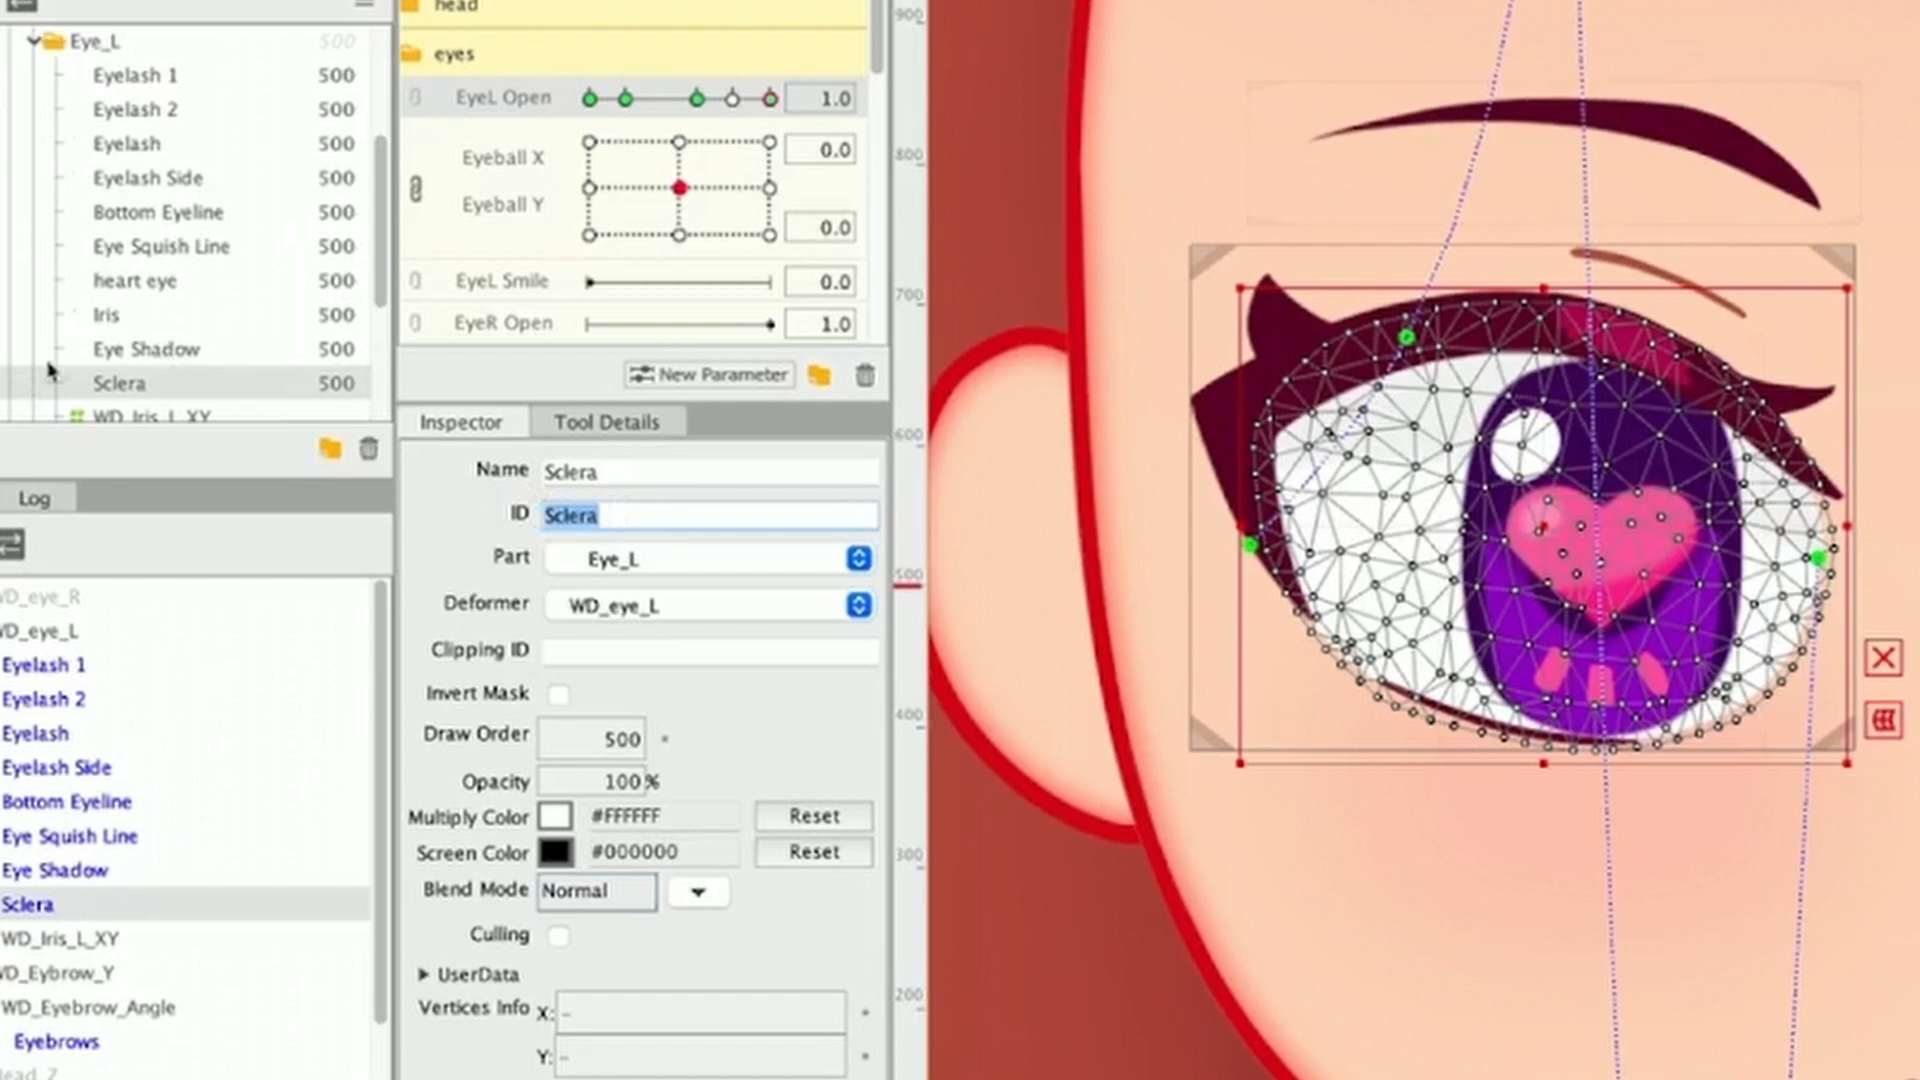 Eye_L 500
Eyelash 1 500
Eyelash 2 500
Eyelash 500
Eyelash Side 500
Bottom Eyeline 500
Eye Squish Line 500
heart eye 500
Iris 500
Eye Shadow 500
Sclera 500
WD_Iris_L_XY
Log
WD_eye_R
WD_eye_L
Eyelash 1
Eyelash 2
Eyelash
Eyelash Side
Bottom Eyeline
Eye Squish Line
Eye Shadow
Sclera
WD_Iris_L_XY
WD_Eybrow_Y
WD_Eyebrow_Angle
Eyebrows
head
eyes
EyeL Open 1.0
Eyeball X 0.0
Eyeball Y 0.0
EyeL Smile 0.0
EyeR Open 1.0
New Parameter
Inspector Tool Details
Name Sclera
ID Sclera
Part Eye_L
Deformer WD_eye_L
Clipping ID
Invert Mask
Draw Order 500
Opacity 100 %
Multiply Color #FFFFFF Reset
Screen Color #000000 Reset
Blend Mode Normal
Culling
UserData
Vertices Info X: –
Y: –
900
800
700
600
500
400
300
200